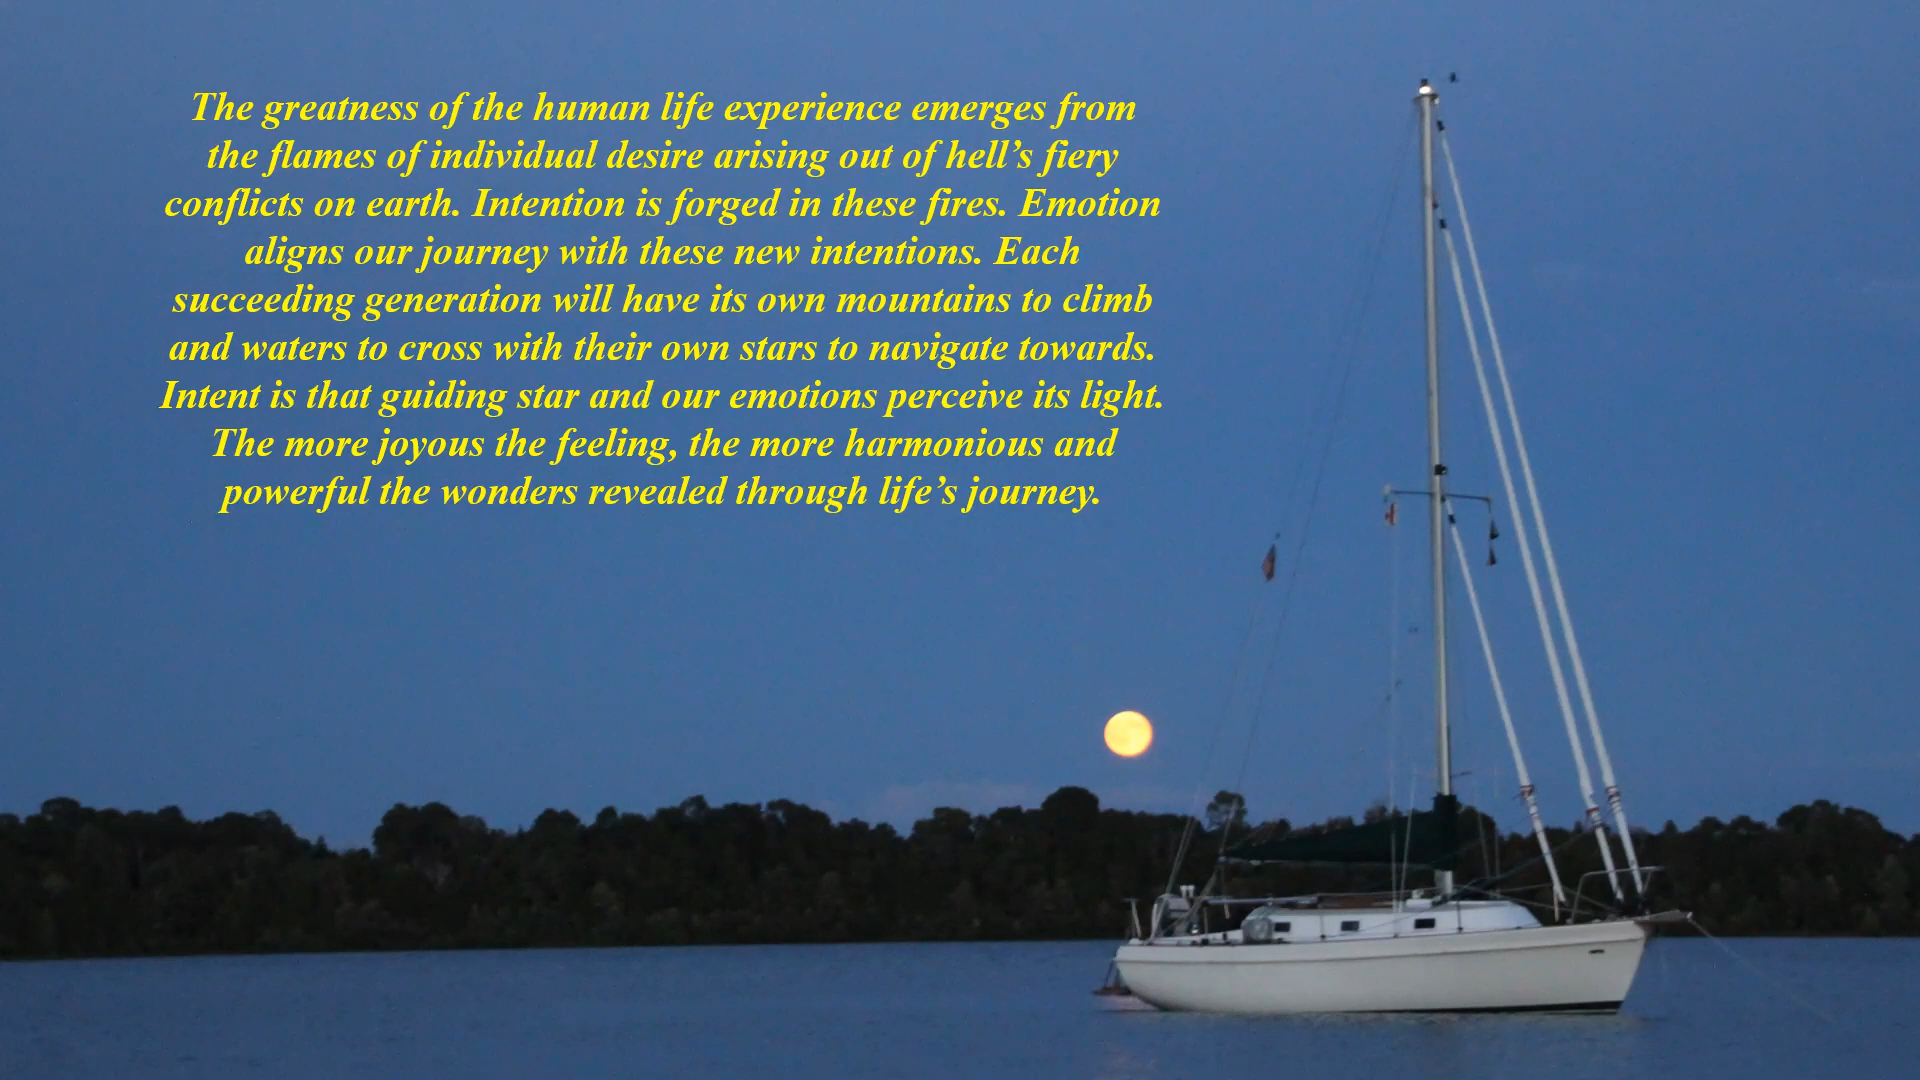 The greatness of the human life experience emerges from
the flames of individual desire arising out of hell’s fiery
conflicts on earth. Intention is forged in these fires. Emotion
aligns our journey with these new intentions. Each
succeeding generation will have its own mountains to climb
and waters to cross with their own stars to navigate towards.
Intent is that guiding star and our emotions perceive its light.
The more joyous the feeling, the more harmonious and
powerful the wonders revealed through life’s journey.